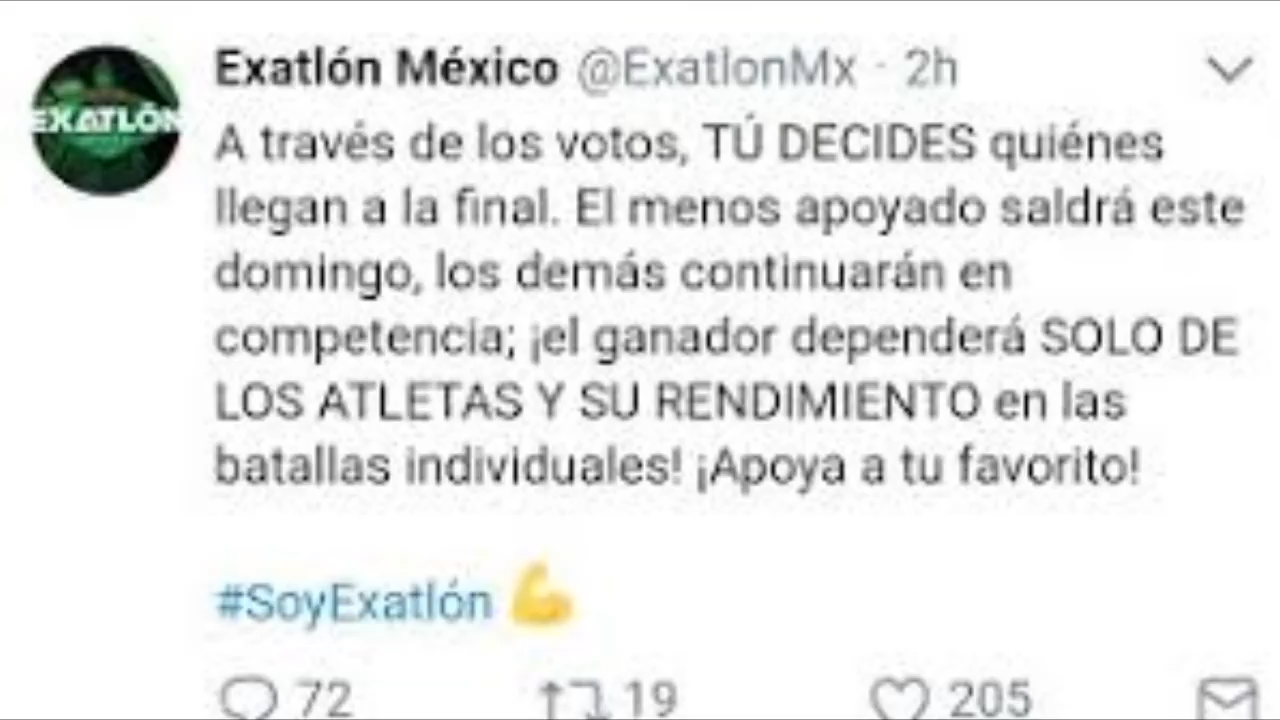 EXATLÓN
Exatlón México @ExatlonMx · 2h
A través de los votos, TÚ DECIDES quiénes
llegan a la final. El menos apoyado saldrá este
domingo, los demás continuarán en
competencia; ¡el ganador dependerá SOLO DE
LOS ATLETAS Y SU RENDIMIENTO en las
batallas individuales! ¡Apoya a tu favorito!
#SoyExatlón 💪
72 19 205